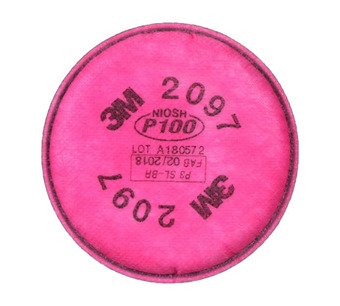 3M 2097
NIOSH
P100
LOT A180572
FAB 02/2018
P3 SL-BR
3M 2097